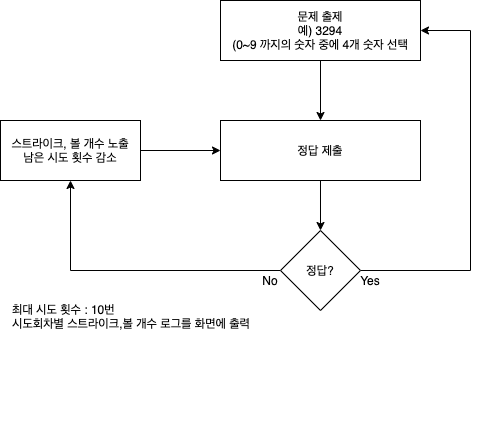 문제 출제
예) 3294
(0~9 까지의 숫자 중에 4개 숫자 선택
스트라이크, 볼 개수 노출
남은 시도 횟수 감소
정답 제출
정답?
No
Yes
최대 시도 횟수 : 10번
시도회차별 스트라이크,볼 개수 로그를 화면에 출력